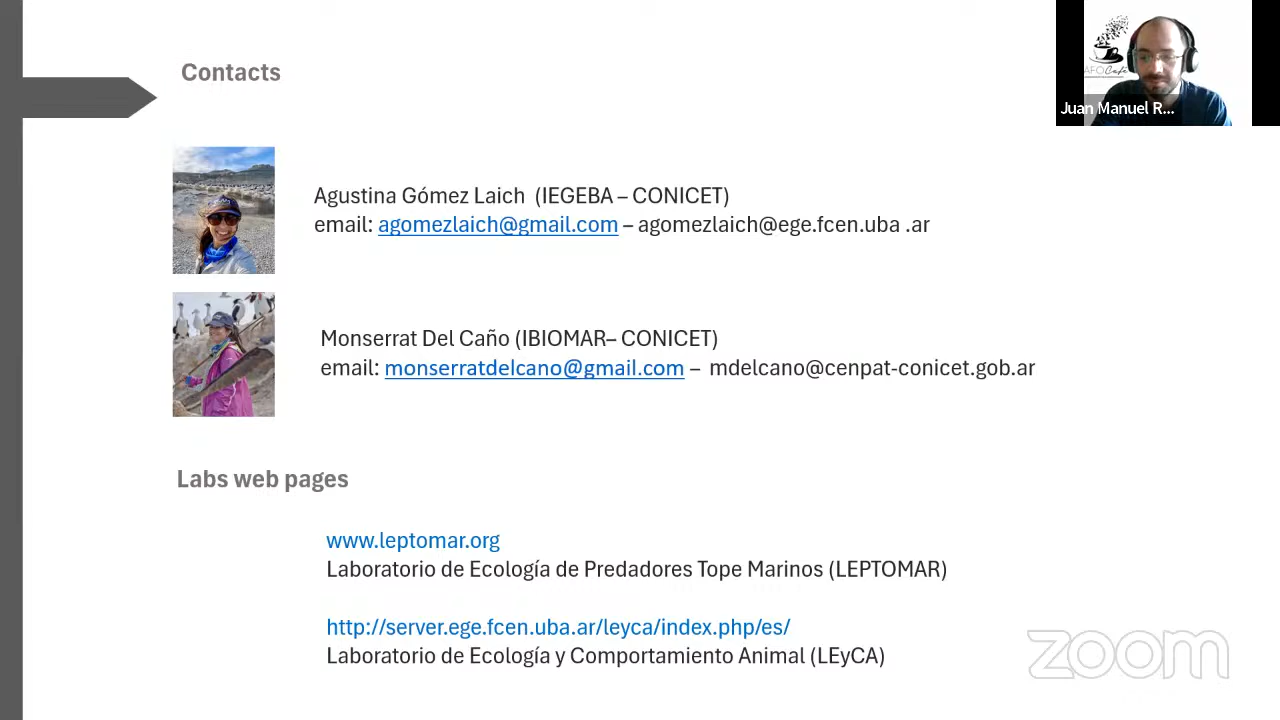 Contacts
AFO Cafe
Juan Manuel R...
Agustina Gómez Laich (IEGEBA – CONICET)
email: agomezlaich@gmail.com – agomezlaich@ege.fcen.uba .ar
Monserrat Del Caño (IBIOMAR– CONICET)
email: monserratdelcano@gmail.com – mdelcano@cenpat-conicet.gob.ar
Labs web pages
www.leptomar.org
Laboratorio de Ecología de Predadores Tope Marinos (LEPTOMAR)
http://server.ege.fcen.uba.ar/leyca/index.php/es/
Laboratorio de Ecología y Comportamiento Animal (LEyCA)
zoom